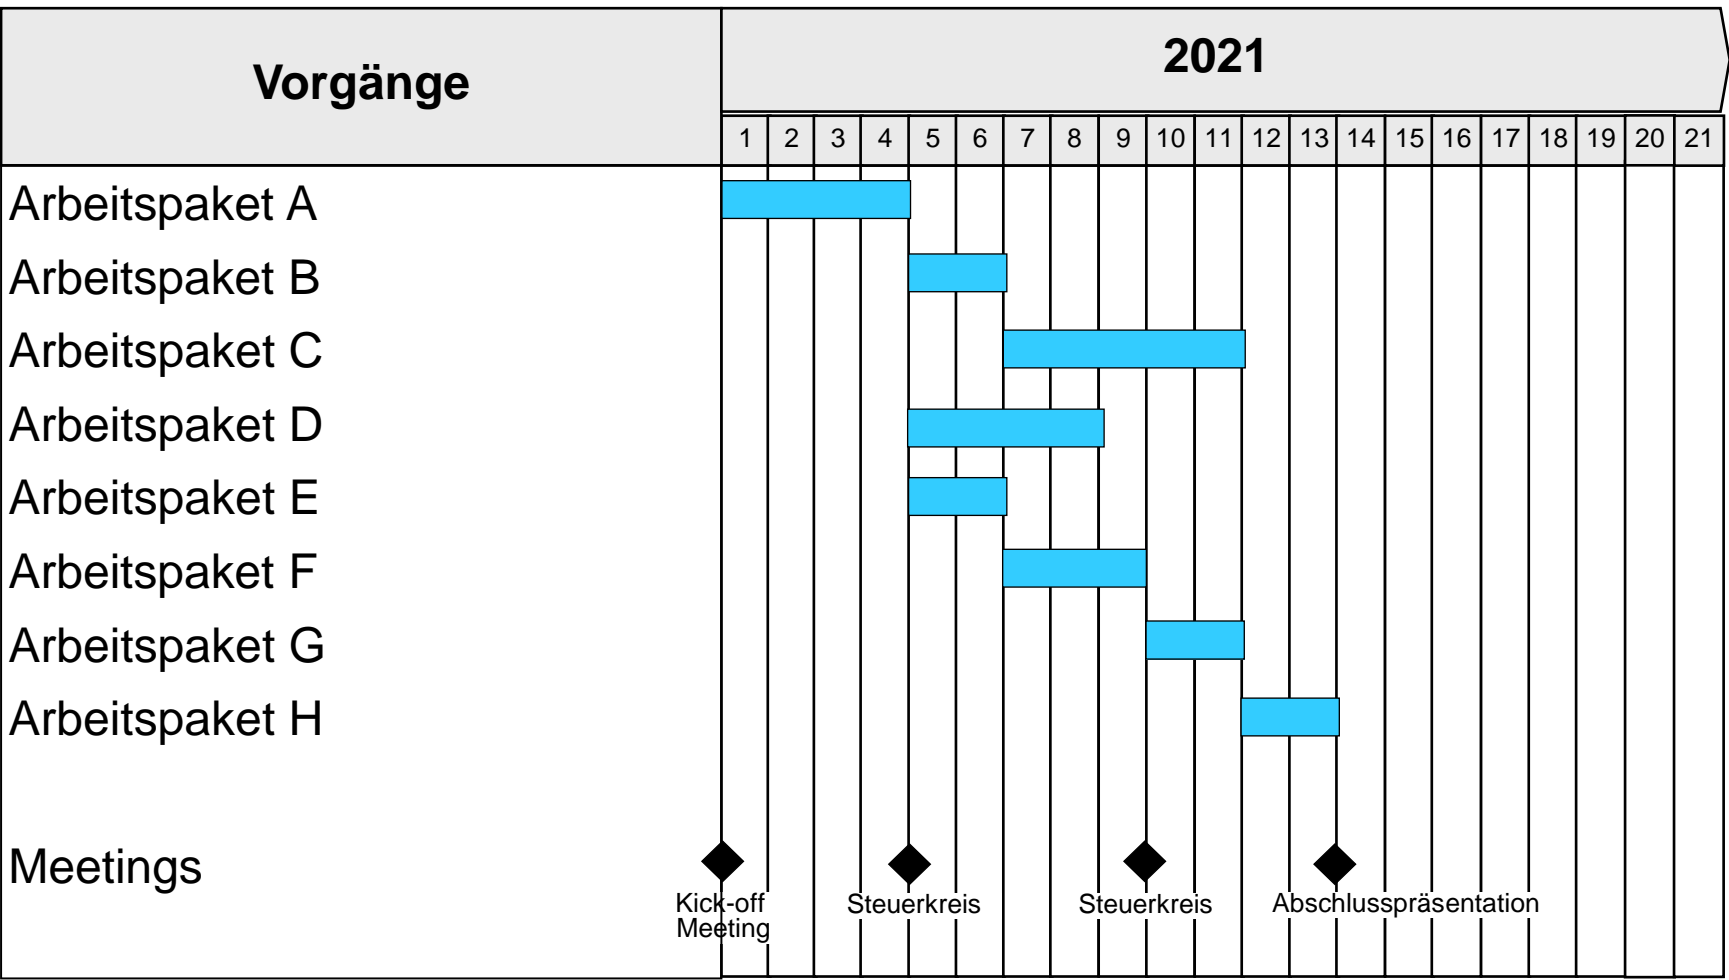 Vorgänge
2021
1 2 3 4 5 6 7 8 9 10 11 12 13 14 15 16 17 18 19 20 21
Arbeitspaket A
Arbeitspaket B
Arbeitspaket C
Arbeitspaket D
Arbeitspaket E
Arbeitspaket F
Arbeitspaket G
Arbeitspaket H
Meetings
Kick-off
Meeting
Steuerkreis
Steuerkreis
Abschlusspräsentation